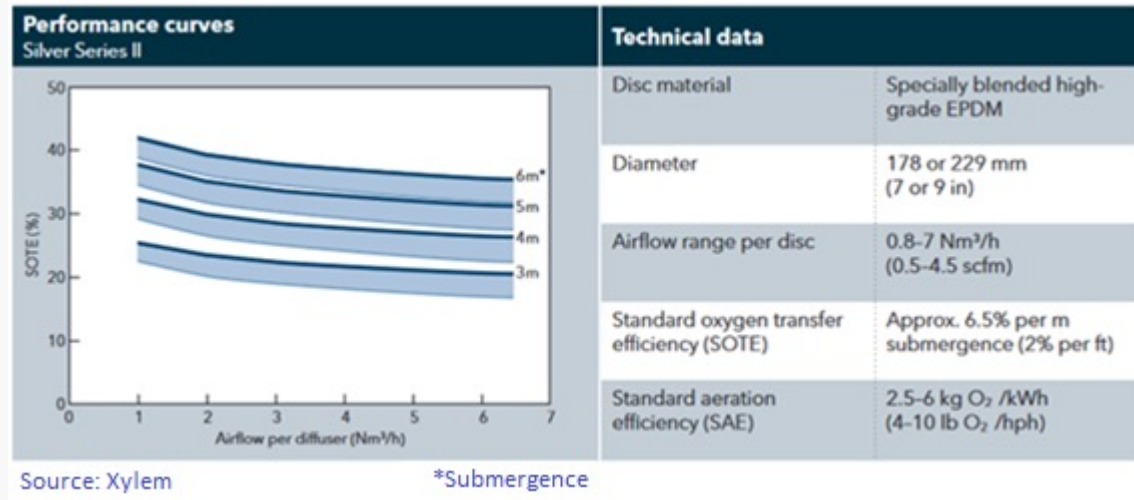 Performance curves
Silver Series II
50
40
30
20
10
0
SOTE (%)
0 1 2 3 4 5 6 7
Airflow per diffuser (Nm³/h)
6m*
5m
4m
3m
Technical data
Disc material
Specially blended high-
grade EPDM
Diameter
178 or 229 mm
(7 or 9 in)
Airflow range per disc
0.8-7 Nm³/h
(0.5-4.5 scfm)
Standard oxygen transfer
efficiency (SOTE)
Approx. 6.5% per m
submergence (2% per ft)
Standard aeration
efficiency (SAE)
2.5-6 kg O₂ /kWh
(4-10 lb O₂ /hph)
Source: Xylem
*Submergence